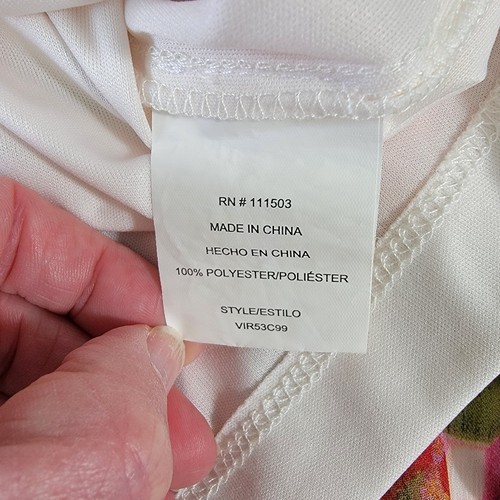 RN # 111503
MADE IN CHINA
HECHO EN CHINA
100% POLYESTER/POLIÉSTER
STYLE/ESTILO
VIR53C99